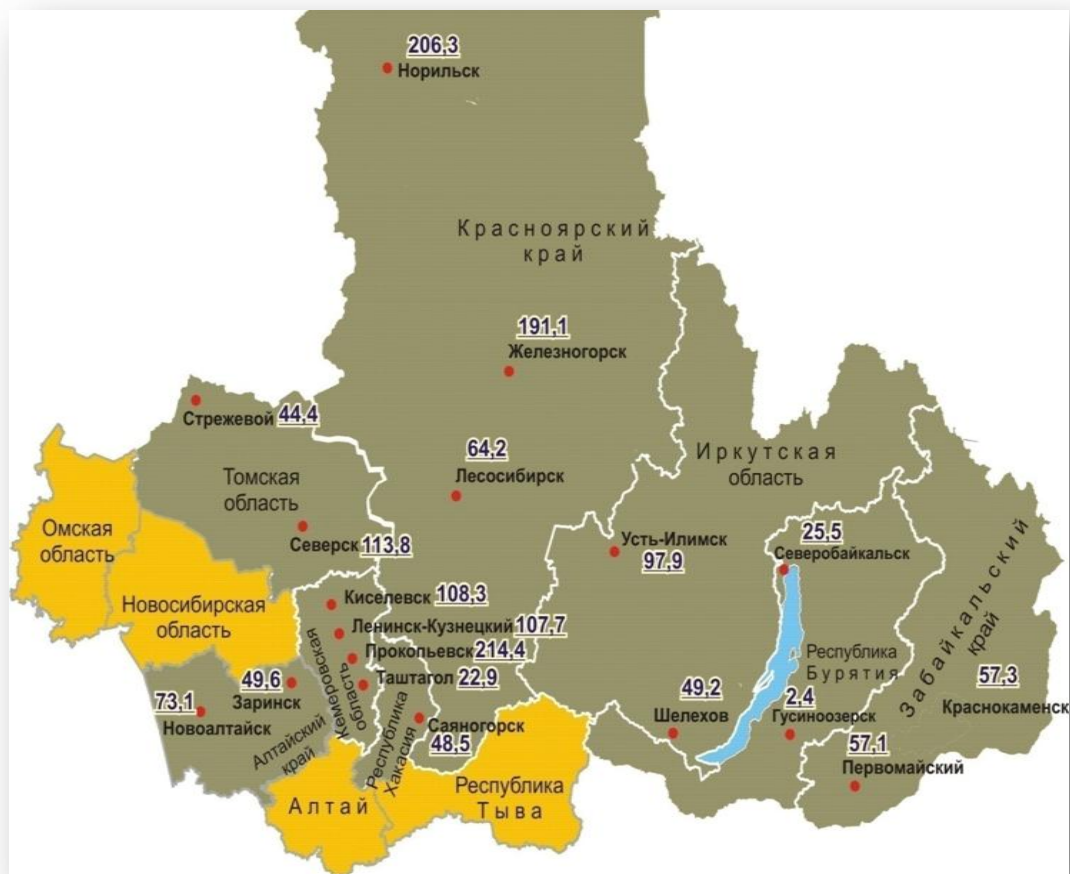 206,3
Норильск
Красноярский
край
191,1
Железногорск
Стрежевой 44,4
64,2
Лесосибирск
Иркутская
область
Томская
область
Омская
область
Северск 113,8
Усть-Илимск
97,9
25,5
Северобайкальск
Забайкальский
край
Новосибирская
область
Киселевск 108,3
Ленинск-Кузнецкий 107,7
Прокопьевск 214,4
Таштагол 22,9
Кемеровская
область
49,6
Заринск
73,1
Новоалтайск
Алтайский
край
Республика
Хакасия
Саяногорск
48,5
Республика
Бурятия
49,2
Шелехов
2,4
Гусиноозерск
57,3
Краснокаменск
57,1
Первомайский
Алтай
Республика
Тыва